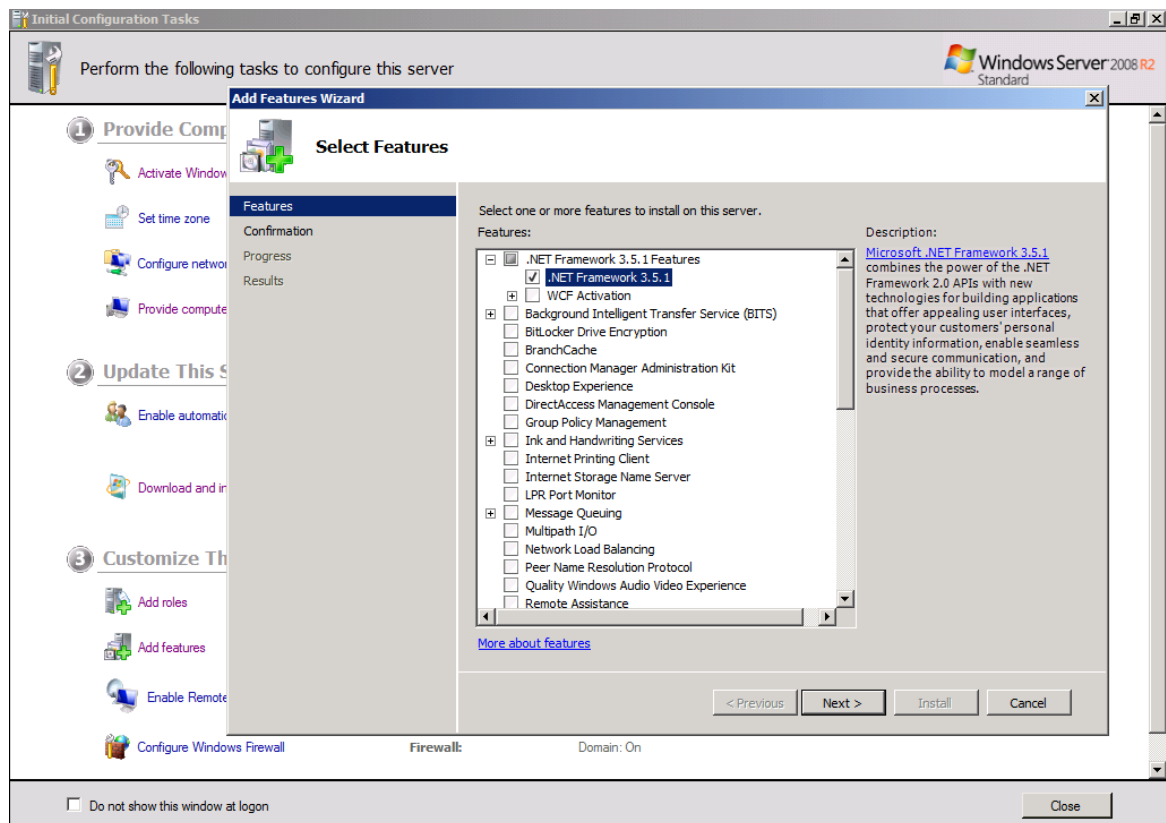 Initial Configuration Tasks
Perform the following tasks to configure this server
Windows Server 2008 R2
Standard
Add Features Wizard
Select Features
1 Provide Comp
Activate Window
Set time zone
Configure networ
Provide compute
2 Update This S
Enable automatic
Download and in
3 Customize Th
Add roles
Add features
Enable Remote
Configure Windows Firewall
Firewall: Domain: On
Features
Confirmation
Progress
Results
Select one or more features to install on this server.
Features:
.NET Framework 3.5.1 Features
.NET Framework 3.5.1
WCF Activation
Background Intelligent Transfer Service (BITS)
BitLocker Drive Encryption
BranchCache
Connection Manager Administration Kit
Desktop Experience
DirectAccess Management Console
Group Policy Management
Ink and Handwriting Services
Internet Printing Client
Internet Storage Name Server
LPR Port Monitor
Message Queuing
Multipath I/O
Network Load Balancing
Peer Name Resolution Protocol
Quality Windows Audio Video Experience
Remote Assistance
More about features
Description:
Microsoft .NET Framework 3.5.1
combines the power of the .NET
Framework 2.0 APIs with new
technologies for building applications
that offer appealing user interfaces,
protect your customers' personal
identity information, enable seamless
and secure communication, and
provide the ability to model a range of
business processes.
< Previous
Next >
Install
Cancel
Do not show this window at logon
Close